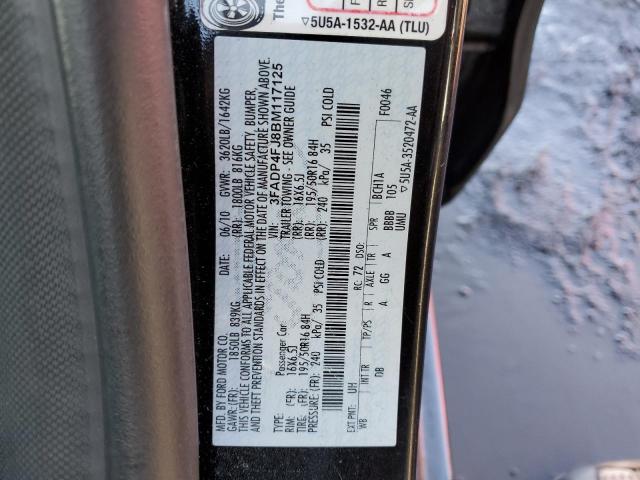 The
▽5U5A-1532-AA (TLU)
MFD. BY FORD MOTOR CO. DATE: 06/10 GVWR: 3620LB/1642KG
GAWR: (FR): 1850LB 839KG (RR): 1800LB 816KG
THIS VEHICLE CONFORMS TO ALL APPLICABLE FEDERAL MOTOR VEHICLE SAFETY, BUMPER,
AND THEFT PREVENTION STANDARDS IN EFFECT ON THE DATE OF MANUFACTURE SHOWN ABOVE.
VIN: 3FADP4FJ8BM117125
TYPE: Passenger Car TRAILER TOWING - SEE OWNER GUIDE
RIM: (FR): 16X6.5J (RR): 16X6.5J
TIRE: (FR): 195/50R16 84H (RR): 195/50R16 84H
PRESSURE: (FR): 240 kPa/ 35 PSI COLD (RR): 240 kPa/ 35 PSI COLD
F0046
EXT PNT: UH RC: 72 DSO: BCH1A
WB INT TR TP/PS R AXLE TR SPR
DB A GG A BBBB 105
UMU
▽5U5A-3520472-AA